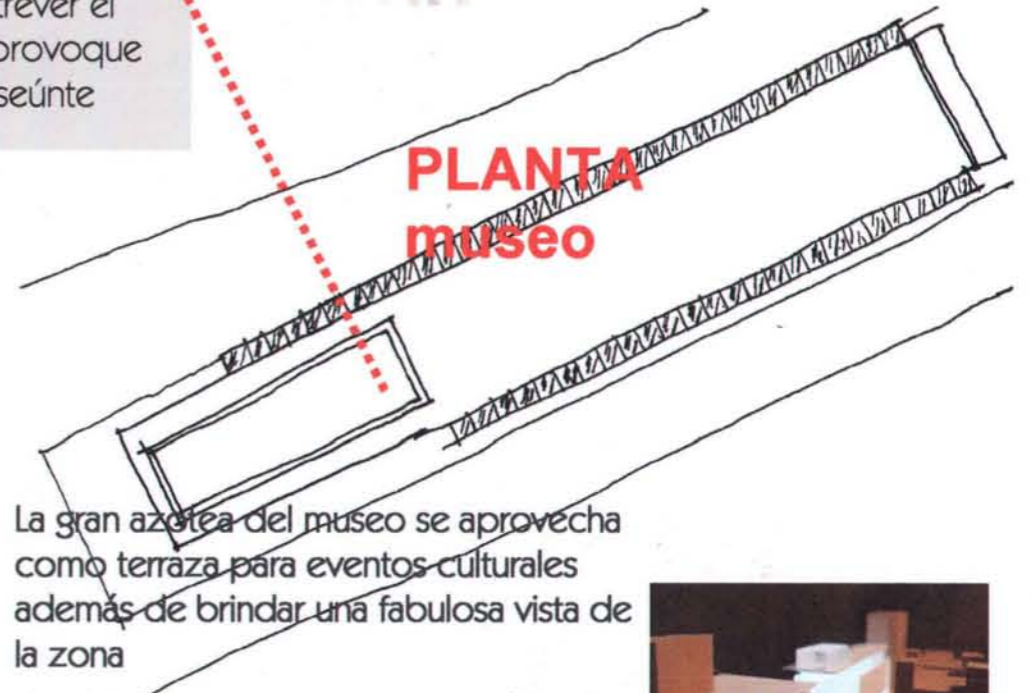 trever el
provoque
seúnte
PLANTA
museo
La gran azotea del museo se aprovecha
como terraza para eventos culturales
además de brindar una fabulosa vista de
la zona